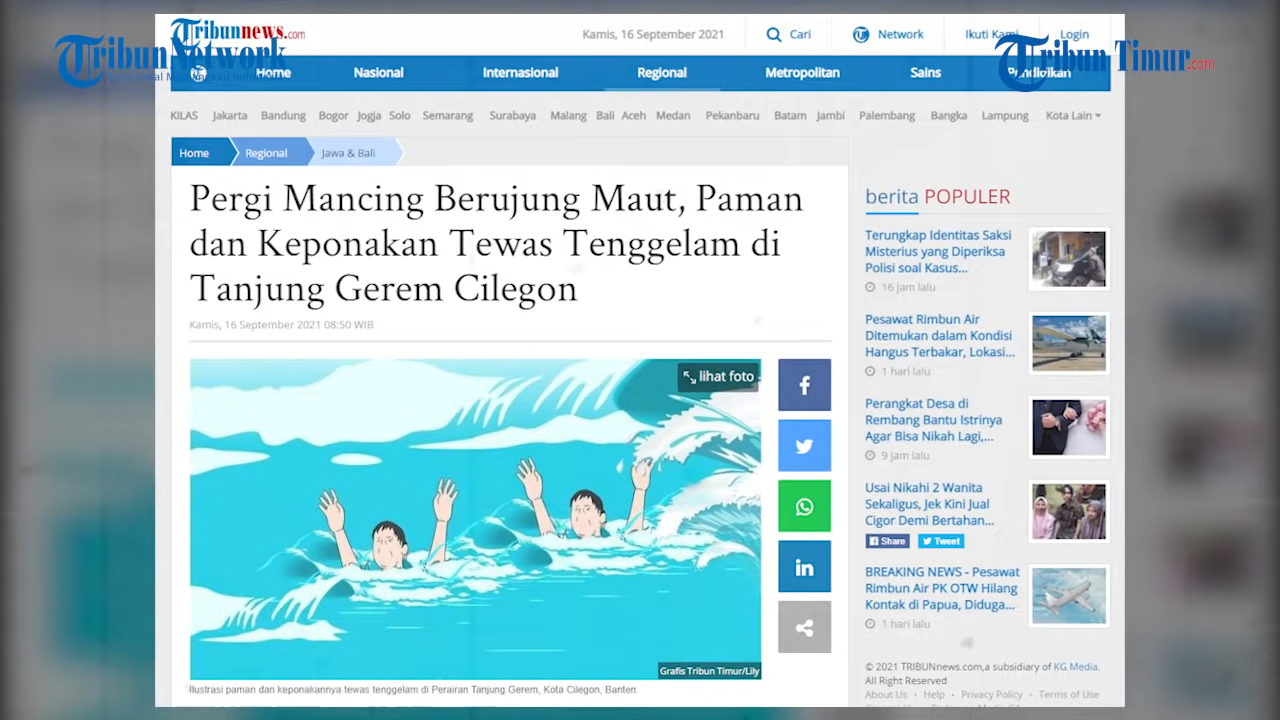 Tribunnews.com
Kamis, 16 September 2021
Cari
Network
Ikuti Kami
Login
Tribun Network
Tribun Timur.com
Home
Nasional
Internasional
Regional
Metropolitan
Sains
Pendidikan
KILAS Jakarta Bandung Bogor Jogja Solo Semarang Surabaya Malang Bali Aceh Medan Pekanbaru Batam Jambi Palembang Bangka Lampung Kota Lain
Home Regional Jawa & Bali
Pergi Mancing Berujung Maut, Paman
dan Keponakan Tewas Tenggelam di
Tanjung Gerem Cilegon
Kamis, 16 September 2021 08:50 WIB
lihat foto
Grafis Tribun Timur/Lily
Ilustrasi paman dan keponakannya tewas tenggelam di Perairan Tanjung Gerem, Kota Cilegon, Banten.
berita POPULER
Terungkap Identitas Saksi
Misterius yang Diperiksa
Polisi soal Kasus...
16 jam lalu
Pesawat Rimbun Air
Ditemukan dalam Kondisi
Hangus Terbakar, Lokasi...
1 hari lalu
Perangkat Desa di
Rembang Bantu Istrinya
Agar Bisa Nikah Lagi,...
9 jam lalu
Usai Nikahi 2 Wanita
Sekaligus, Jek Kini Jual
Cigor Demi Bertahan...
Share Tweet
BREAKING NEWS - Pesawat
Rimbun Air PK OTW Hilang
Kontak di Papua, Diduga...
1 hari lalu
© 2021 TRIBUNnews.com,a subsidiary of KG Media.
All Right Reserved
About Us · Help · Privacy Policy · Terms of Use